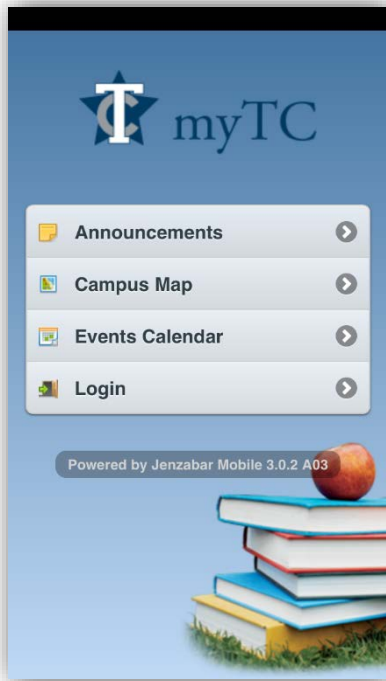 TC myTC
Announcements
Campus Map
Events Calendar
Login
Powered by Jenzabar Mobile 3.0.2 A03